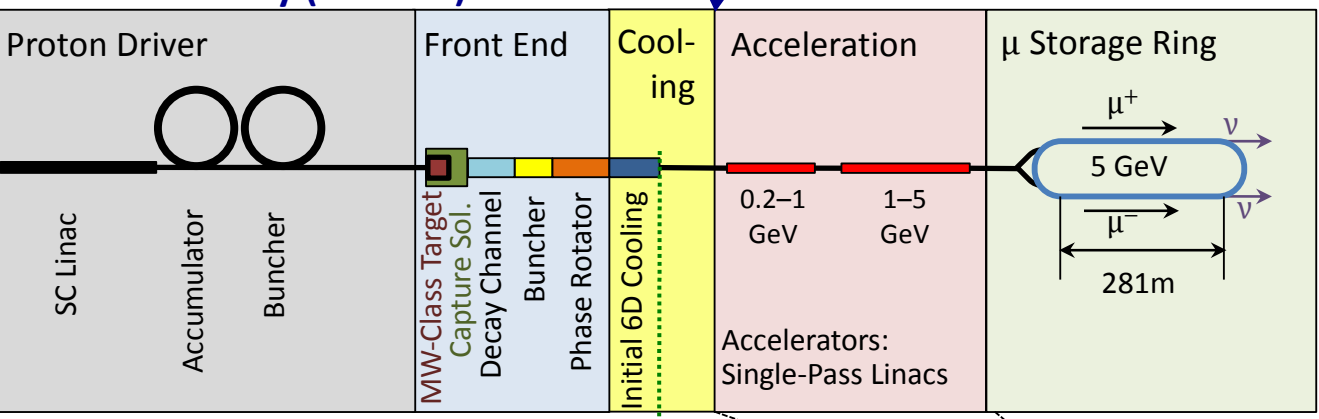 Proton Driver
SC Linac
Accumulator
Buncher
Front End
MW-Class Target
Capture Sol.
Decay Channel
Buncher
Phase Rotator
Cool-
ing
Initial 6D Cooling
Acceleration
0.2–1
GeV
1–5
GeV
Accelerators:
Single-Pass Linacs
μ Storage Ring
μ⁺
ν
5 GeV
μ⁻
ν
281m